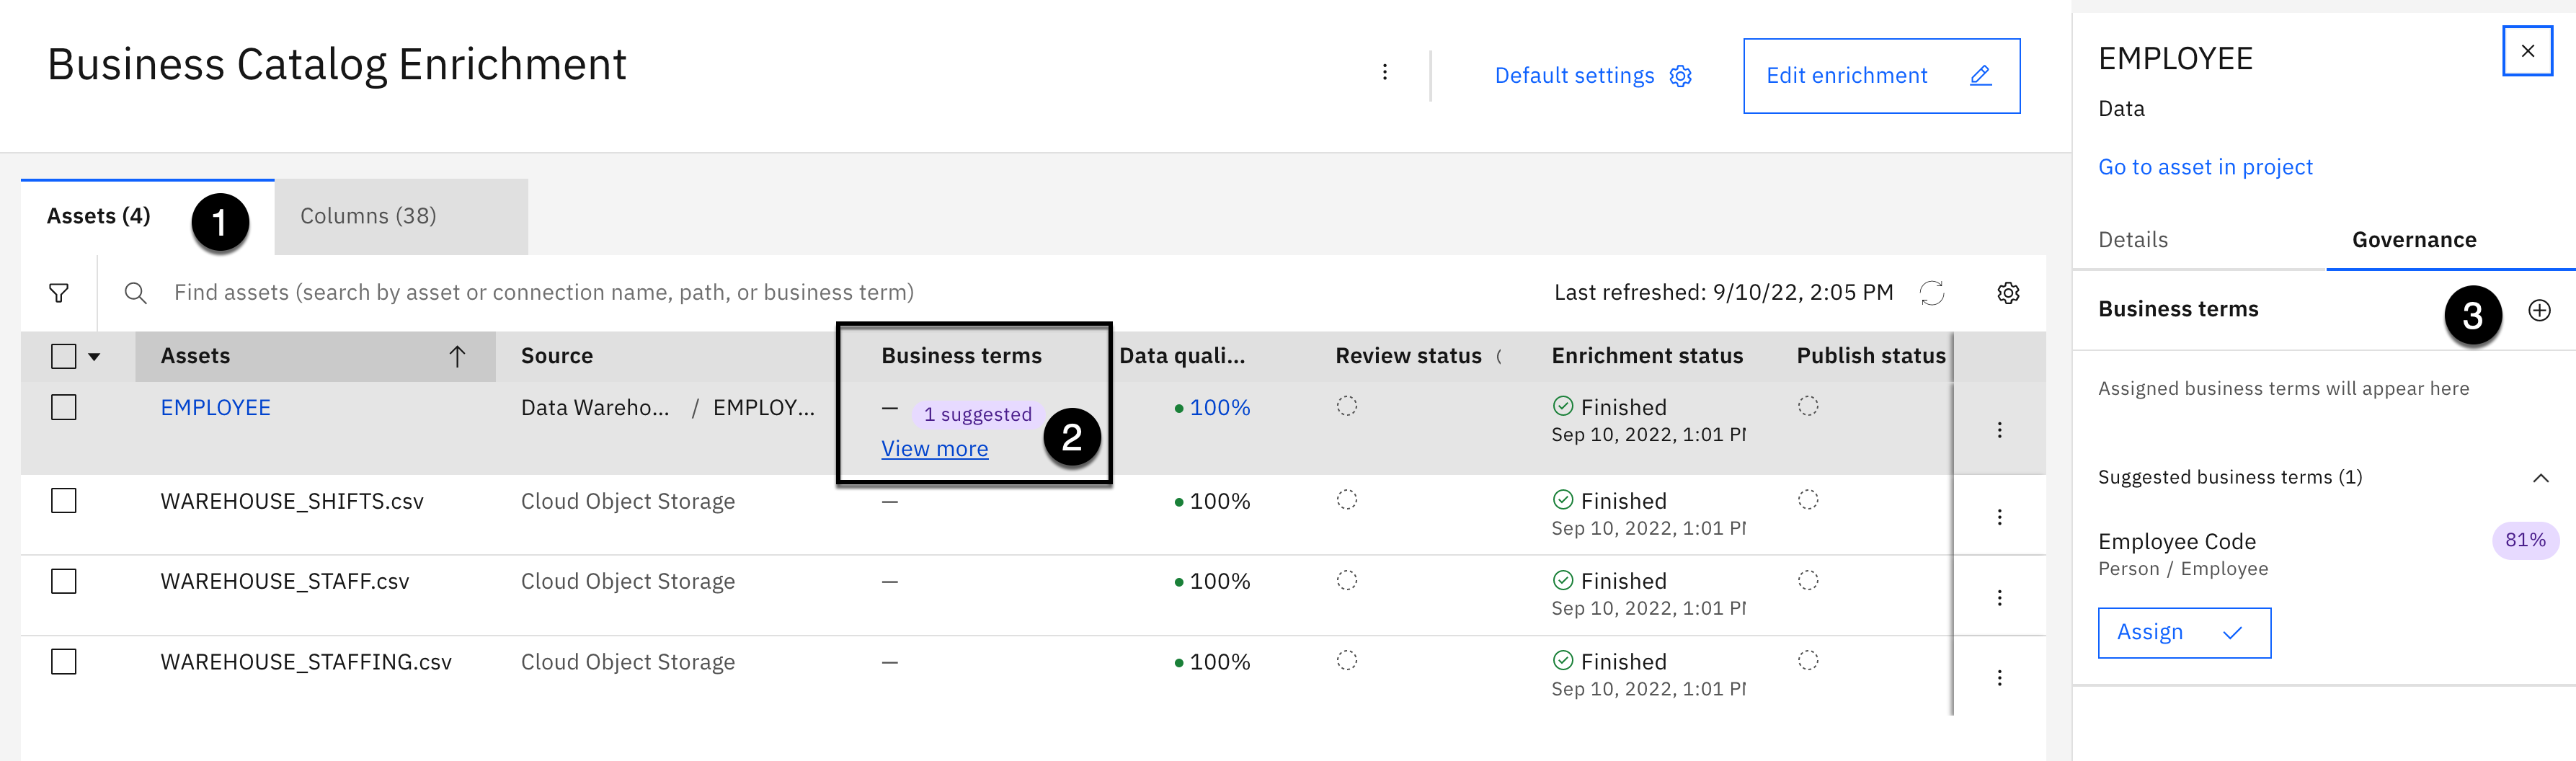 Business Catalog Enrichment
Default settings
Edit enrichment
Assets (4)
1
Columns (38)
Find assets (search by asset or connection name, path, or business term)
Last refreshed: 9/10/22, 2:05 PM
Assets
Source
Business terms
Data quali...
Review status (
Enrichment status
Publish status
EMPLOYEE
Data Wareho... / EMPLOY...
— 1 suggested
View more
2
100%
Finished
Sep 10, 2022, 1:01
WAREHOUSE_SHIFTS.csv
Cloud Object Storage
—
100%
Finished
Sep 10, 2022, 1:01
WAREHOUSE_STAFF.csv
Cloud Object Storage
—
100%
Finished
Sep 10, 2022, 1:01
WAREHOUSE_STAFFING.csv
Cloud Object Storage
—
100%
Finished
Sep 10, 2022, 1:01
EMPLOYEE
Data
Go to asset in project
Details
Governance
Business terms
3
Assigned business terms will appear here
Suggested business terms (1)
Employee Code
81%
Person / Employee
Assign